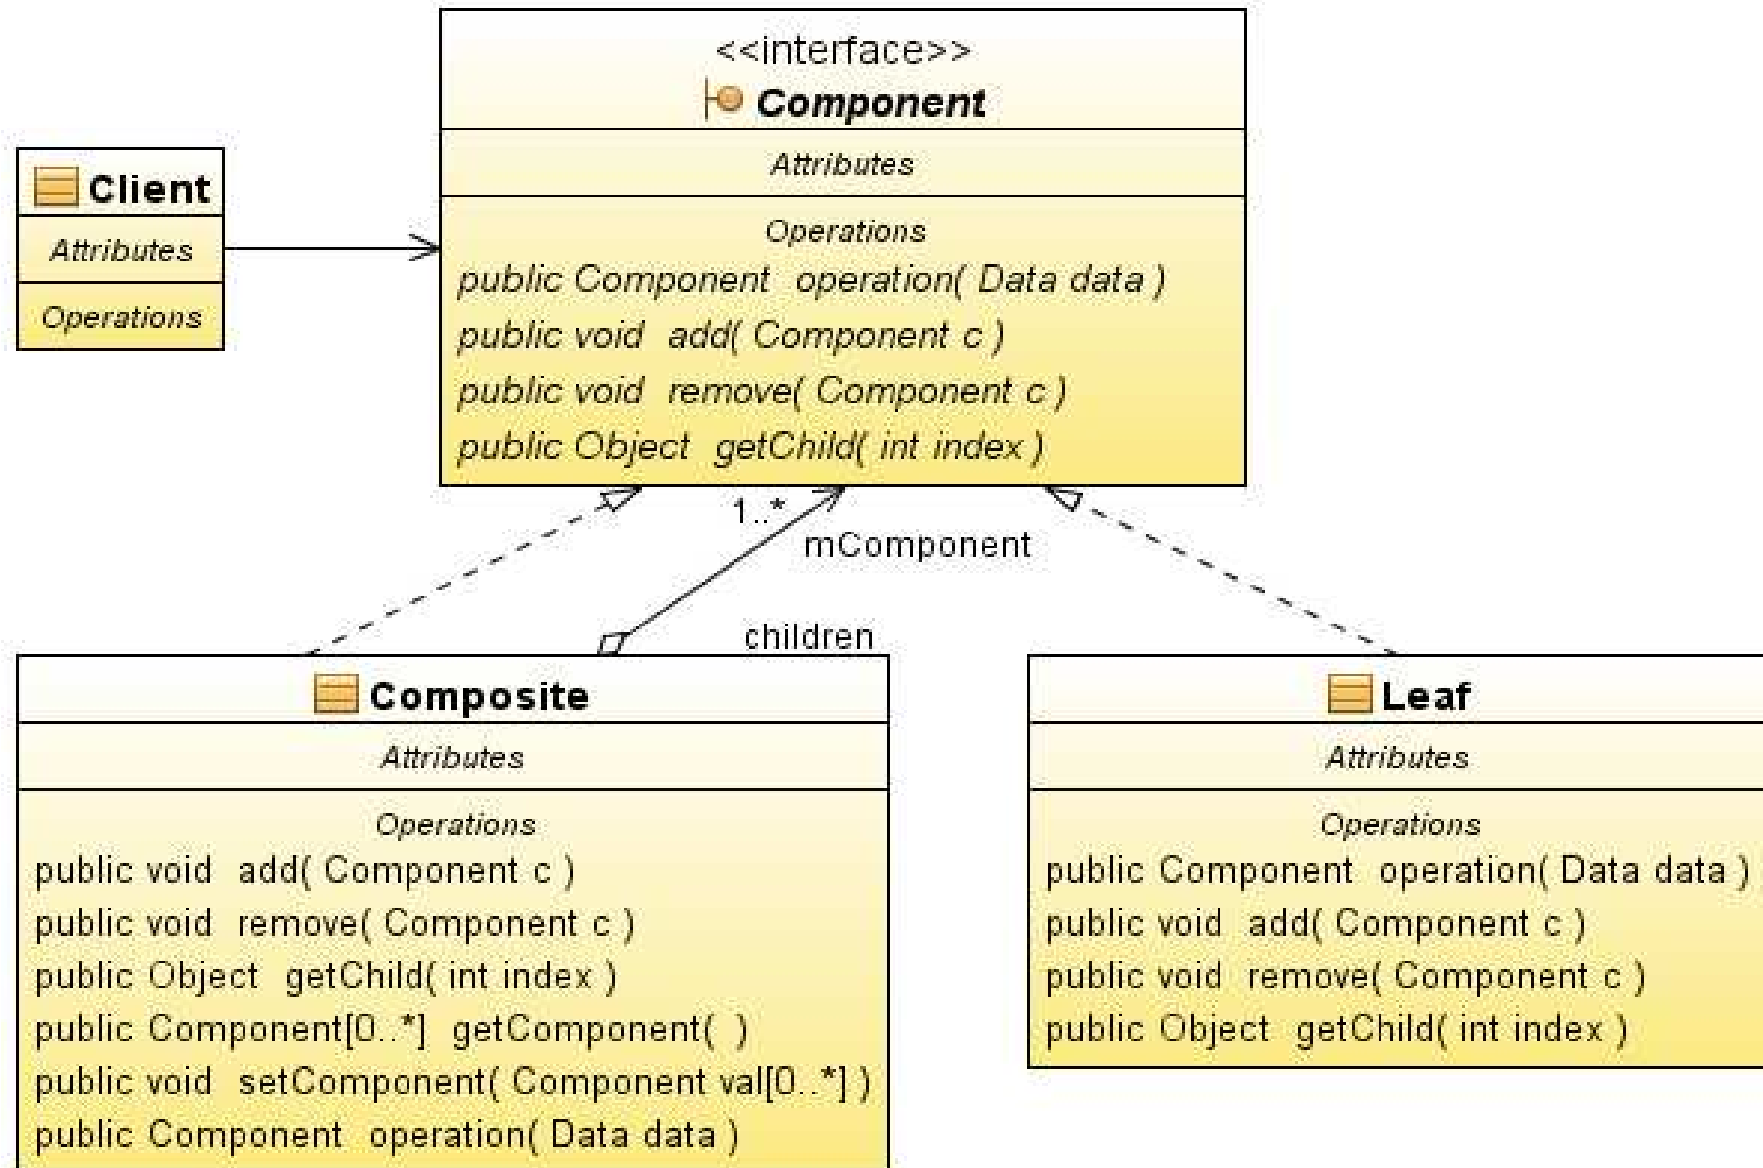 <<interface>>
Component
Attributes
Operations
public Component operation( Data data )
public void add( Component c )
public void remove( Component c )
public Object getChild( int index )
Client
Attributes
Operations
1..*
mComponent
children
Composite
Attributes
Operations
public void add( Component c )
public void remove( Component c )
public Object getChild( int index )
public Component[0..*] getComponent( )
public void setComponent( Component val[0..*] )
public Component operation( Data data )
Leaf
Attributes
Operations
public Component operation( Data data )
public void add( Component c )
public void remove( Component c )
public Object getChild( int index )